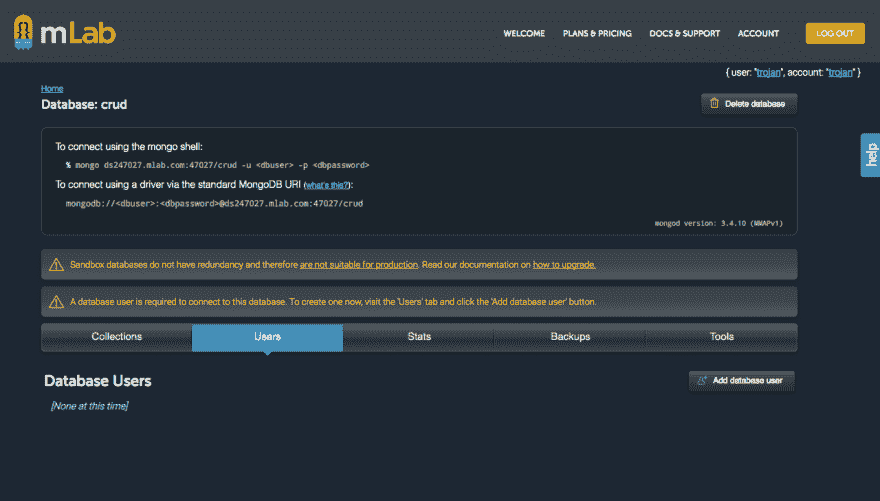 mLab
WELCOME PLANS & PRICING DOCS & SUPPORT ACCOUNT LOG OUT
{ user: "trojan", account: "trojan" }
Home
Database: crud
Delete database
To connect using the mongo shell:
% mongo ds247027.mlab.com:47027/crud -u <dbuser> -p <dbpassword>
To connect using a driver via the standard MongoDB URI (what's this?):
mongodb://<dbuser>:<dbpassword>@ds247027.mlab.com:47027/crud
mongod version: 3.4.10 (MMAPv1)
help
Sandbox databases do not have redundancy and therefore are not suitable for production. Read our documentation on how to upgrade.
A database user is required to connect to this database. To create one now, visit the 'Users' tab and click the 'Add database user' button.
Collections Users Stats Backups Tools
Database Users
Add database user
[None at this time]